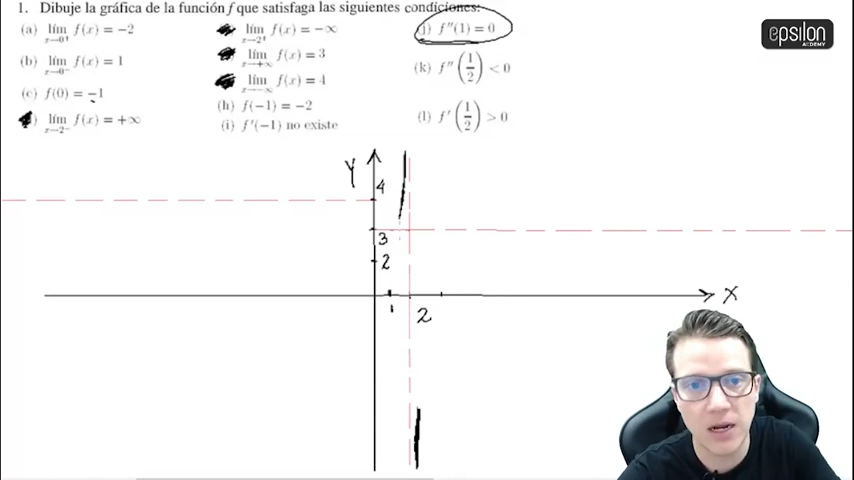 1. Dibuje la gráfica de la función f que satisfaga las siguientes condiciones:
(a) lím x→0⁺ f(x) = −2
(b) lím x→0⁻ f(x) = 1
(c) f(0) = −1
lím x→2⁻ f(x) = +∞
lím x→2⁺ f(x) = −∞
lím x→+∞ f(x) = 3
lím x→−∞ f(x) = 4
(h) f(−1) = −2
(i) f′(−1) no existe
(j) f″(1) = 0
(k) f″(1/2) < 0
(l) f′(1/2) > 0
epsilon
ACADEMY
Y
4
3
2
1
2
X